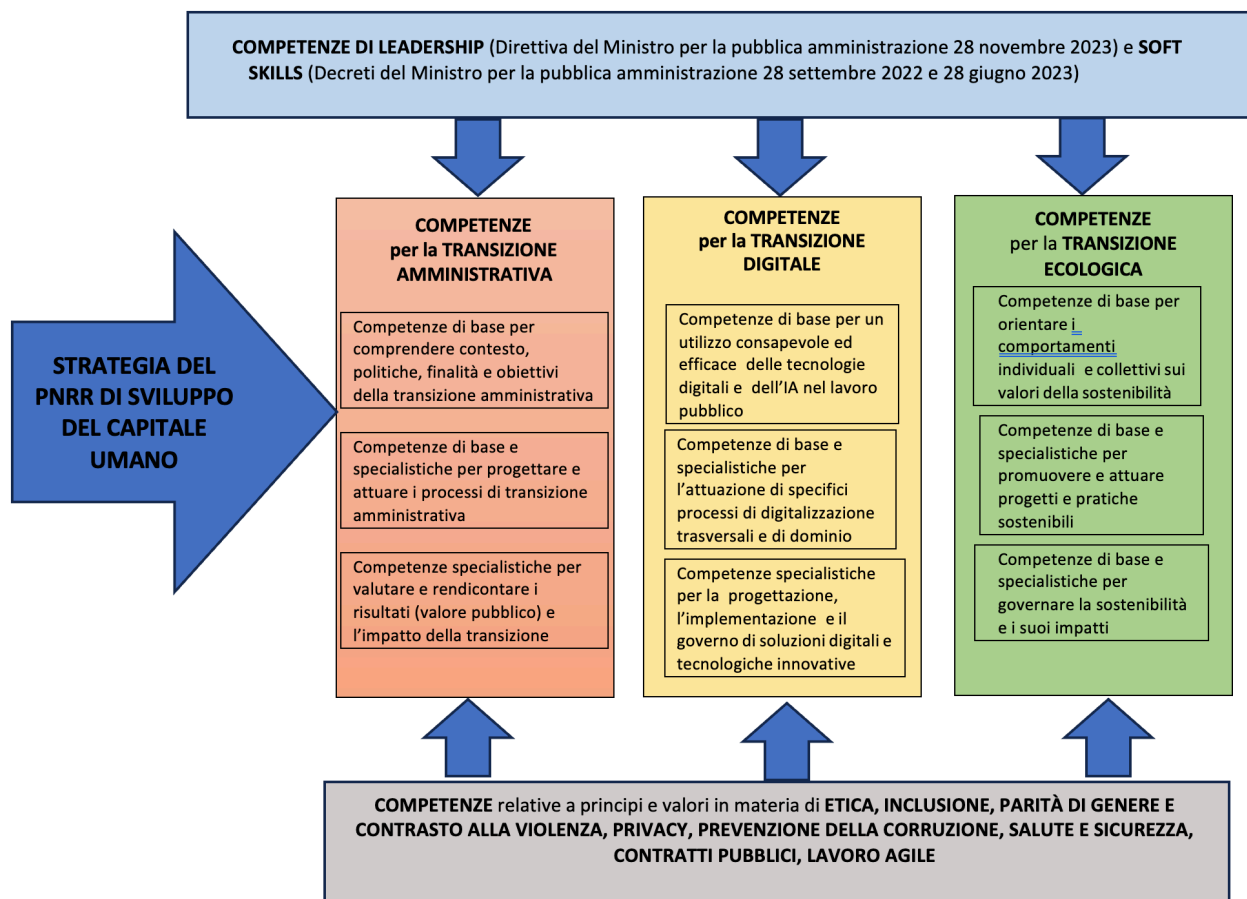 COMPETENZE DI LEADERSHIP (Direttiva del Ministro per la pubblica amministrazione 28 novembre 2023) e SOFT
SKILLS (Decreti del Ministro per la pubblica amministrazione 28 settembre 2022 e 28 giugno 2023)
STRATEGIA DEL
PNRR DI SVILUPPO
DEL CAPITALE
UMANO
COMPETENZE
per la TRANSIZIONE
AMMINISTRATIVA
Competenze di base per
comprendere contesto,
politiche, finalità e obiettivi
della transizione amministrativa
Competenze di base e
specialistiche per progettare e
attuare i processi di transizione
amministrativa
Competenze specialistiche per
valutare e rendicontare i
risultati (valore pubblico) e
l’impatto della transizione
COMPETENZE
per la TRANSIZIONE
DIGITALE
Competenze di base per un
utilizzo consapevole ed
efficace  delle tecnologie
digitali e  dell’IA nel lavoro
pubblico
Competenze di base e
specialistiche per
l’attuazione di specifici
processi di digitalizzazione
trasversali e di dominio
Competenze specialistiche
per la  progettazione,
l’implementazione  e il
governo di soluzioni digitali e
tecnologiche innovative
COMPETENZE
per la TRANSIZIONE
ECOLOGICA
Competenze di base per
orientare i
comportamenti
individuali  e collettivi sui
valori della sostenibilità
Competenze di base e
specialistiche per
promuovere e attuare
progetti e pratiche
sostenibili
Competenze di base e
specialistiche per
governare la sostenibilità
e i suoi impatti
COMPETENZE relative a principi e valori in materia di ETICA, INCLUSIONE, PARITÀ DI GENERE E
CONTRASTO ALLA VIOLENZA, PRIVACY, PREVENZIONE DELLA CORRUZIONE, SALUTE E SICUREZZA,
CONTRATTI PUBBLICI, LAVORO AGILE